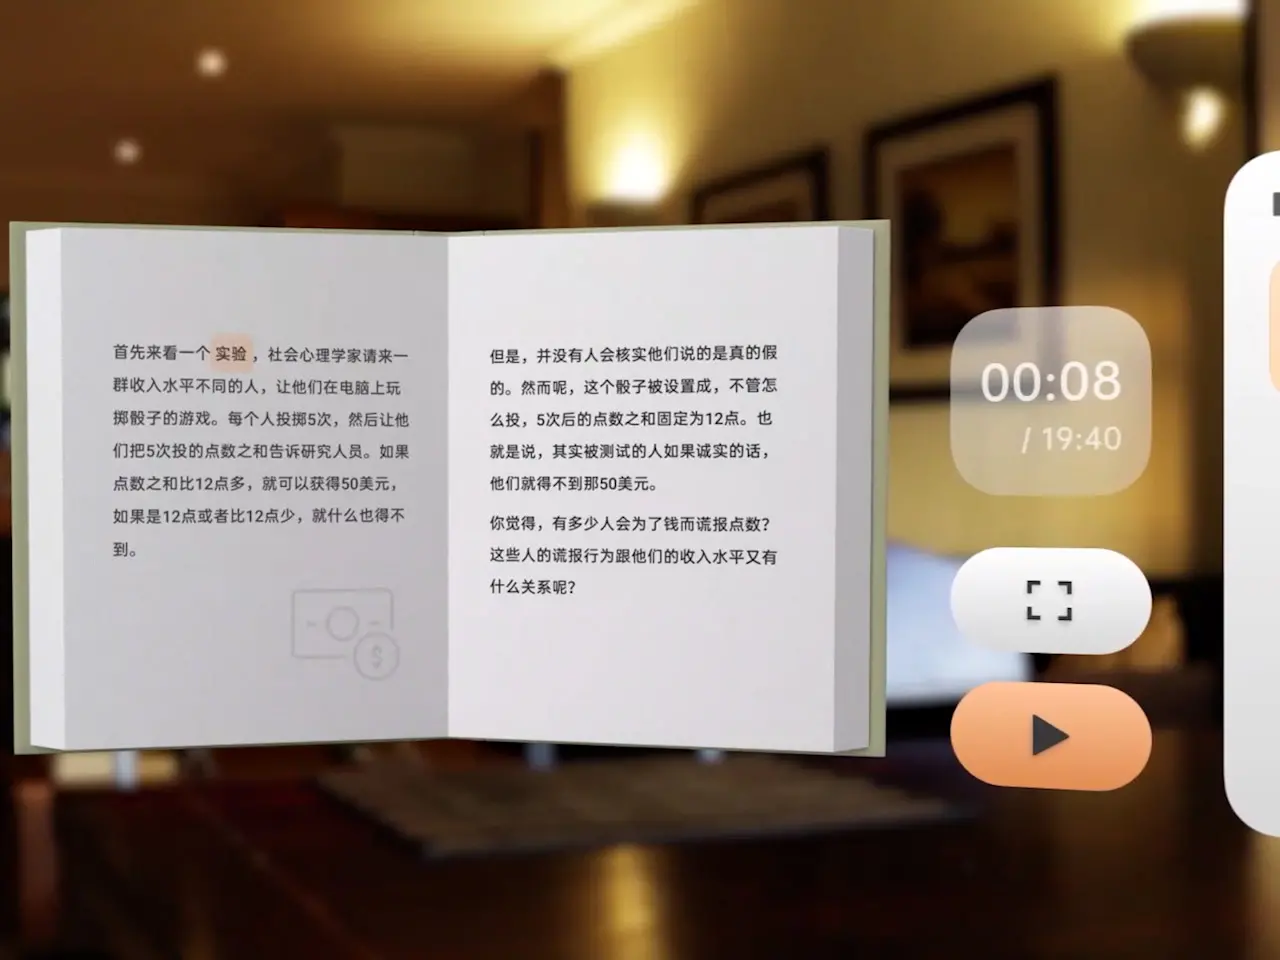 首先来看一个 实验 ，社会心理学家请来一
群收入水平不同的人，让他们在电脑上玩
掷骰子的游戏。每个人投掷5次，然后让他
们把5次投的点数之和告诉研究人员。如果
点数之和比12点多，就可以获得50美元，
如果是12点或者比12点少，就什么也得不
到。
$
但是，并没有人会核实他们说的是真的假
的。然而呢，这个骰子被设置成，不管怎
么投，5次后的点数之和固定为12点。也
就是说，其实被测试的人如果诚实的话，
他们就得不到那50美元。
你觉得，有多少人会为了钱而谎报点数？
这些人的谎报行为跟他们的收入水平又有
什么关系呢？
00:08
/ 19:40